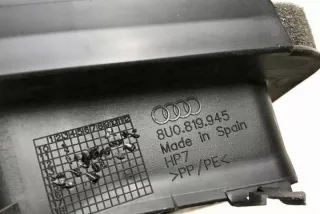 8U0.819.945
Made in Spain
HP7
>PP/PE<